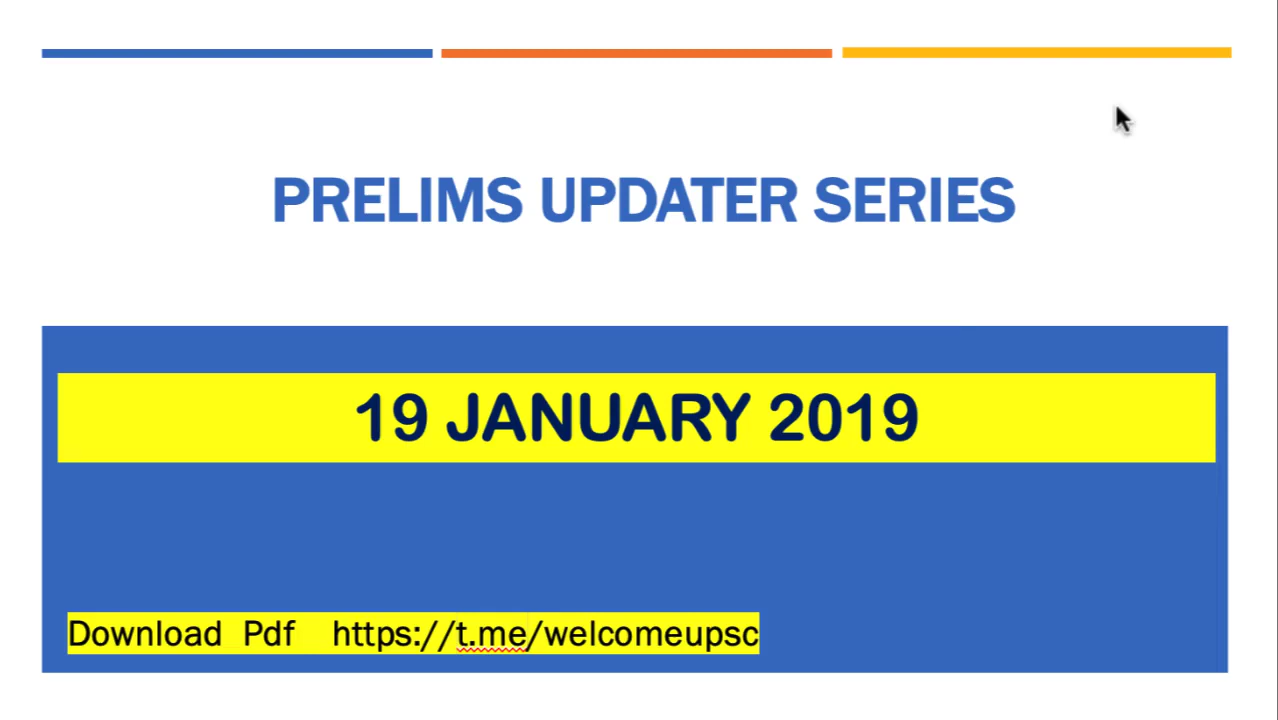 PRELIMS UPDATER SERIES
19 JANUARY 2019
Download Pdf https://t.me/welcomeupsc